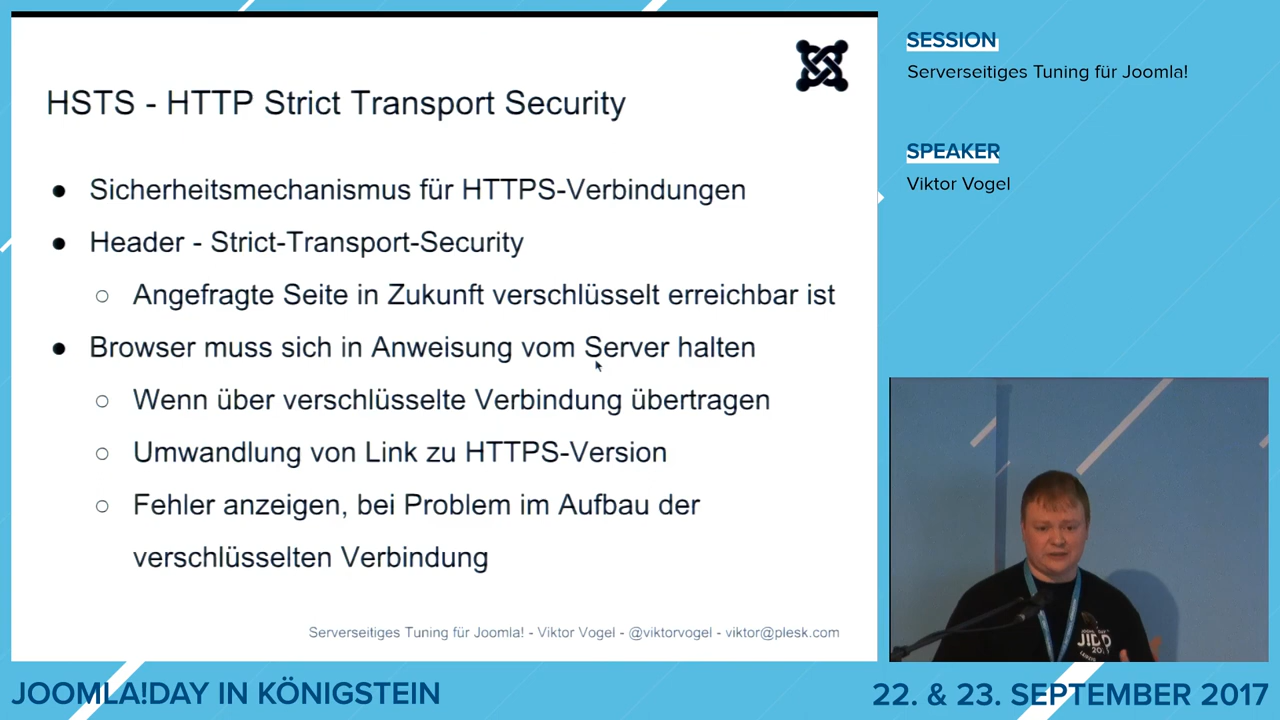 HSTS - HTTP Strict Transport Security
● Sicherheitsmechanismus für HTTPS-Verbindungen
● Header - Strict-Transport-Security
○ Angefragte Seite in Zukunft verschlüsselt erreichbar ist
● Browser muss sich in Anweisung vom Server halten
○ Wenn über verschlüsselte Verbindung übertragen
○ Umwandlung von Link zu HTTPS-Version
○ Fehler anzeigen, bei Problem im Aufbau der
verschlüsselten Verbindung
Serverseitiges Tuning für Joomla! - Viktor Vogel - @viktorvogel - viktor@plesk.com
SESSION
Serverseitiges Tuning für Joomla!
SPEAKER
Viktor Vogel
JOOMLA!DAY IN KÖNIGSTEIN
22. & 23. SEPTEMBER 2017